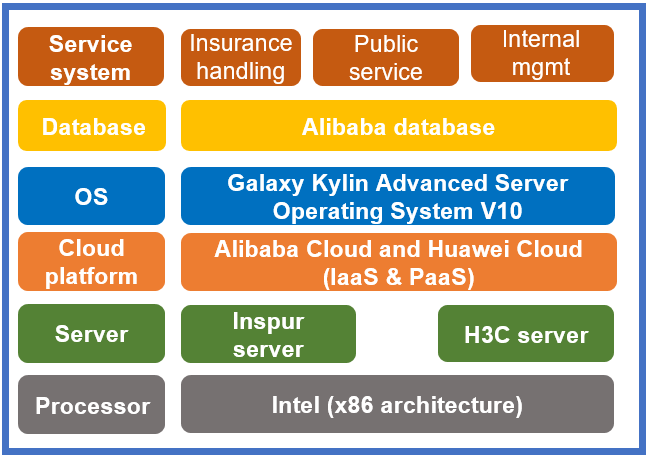 Service
system
Insurance
handling
Public
service
Internal
mgmt
Database
Alibaba database
OS
Galaxy Kylin Advanced Server
Operating System V10
Cloud
platform
Alibaba Cloud and Huawei Cloud
(IaaS & PaaS)
Server
Inspur
server
H3C server
Processor
Intel (x86 architecture)